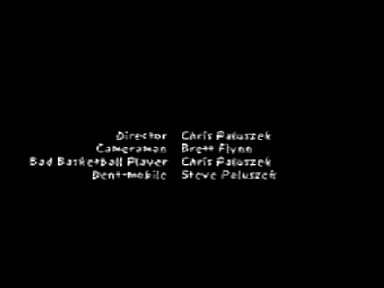 Director Chris Paluszek
Cameraman Brett Flynn
Bad Basketball Player Chris Paluszek
Dent-mobile Steve Paluszek